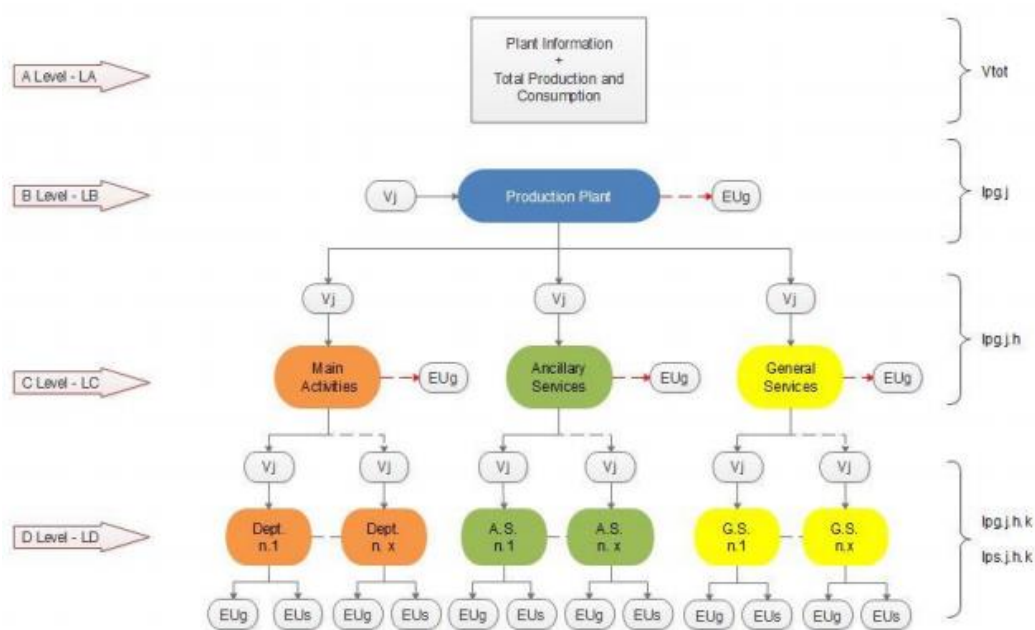 Plant Information
+
Total Production and
Consumption
A Level - LA
Vtot
B Level - LB
Vj
Production Plant
EUg
Ipg.j
Vj
Vj
Vj
Main
Activities
EUg
Ancillary
Services
EUg
General
Services
EUg
Ipg.j.h
C Level - LC
Vj
Vj
Vj
Vj
Vj
Vj
D Level - LD
Dept.
n.1
Dept.
n. x
A.S.
n.1
A.S.
n. x
G.S.
n.1
G.S.
n.x
Ipg.j.h.k
Ips.j.h.k
EUg
EUs
EUg
EUs
EUg
EUs
EUg
EUs
EUg
EUs
EUg
EUs